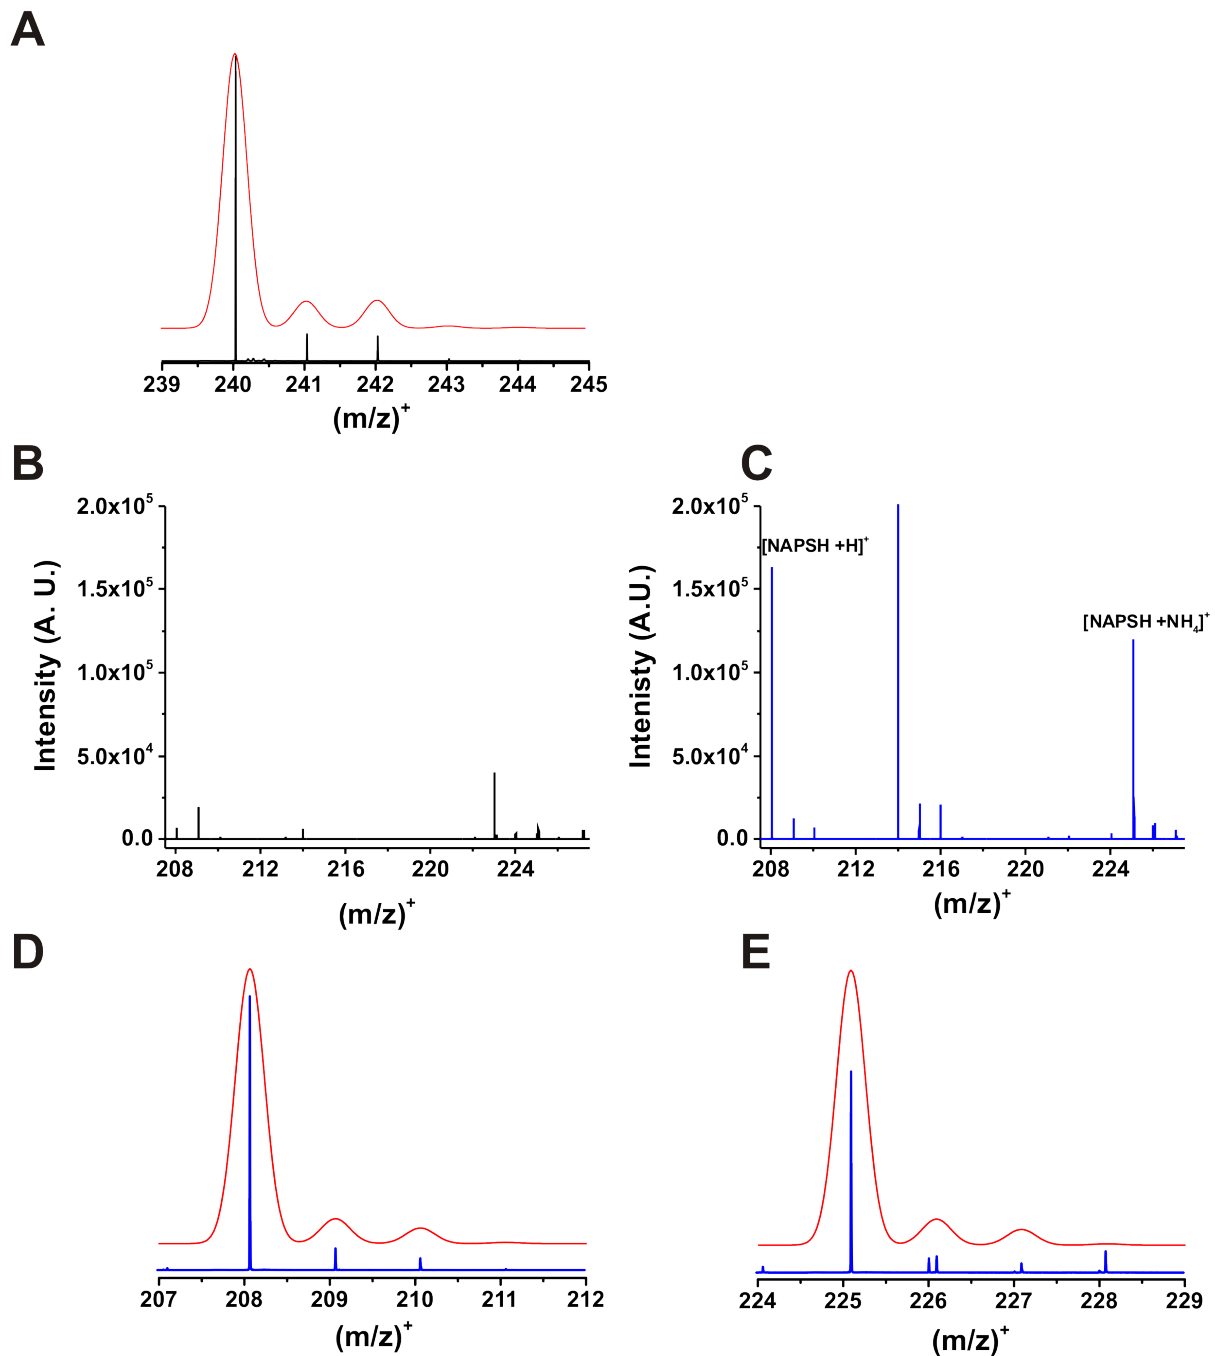 A
239 240 241 242 243 244 245
(m/z)+
B
C
2.0x10^5
1.5x10^5
1.0x10^5
5.0x10^4
0.0
Intensity (A. U.)
208 212 216 220 224
(m/z)+
2.0x10^5
1.5x10^5
1.0x10^5
5.0x10^4
0.0
Intenisty (A.U.)
[NAPSH +H]+
[NAPSH +NH4]+
208 212 216 220 224
(m/z)+
D
E
207 208 209 210 211 212
(m/z)+
224 225 226 227 228 229
(m/z)+